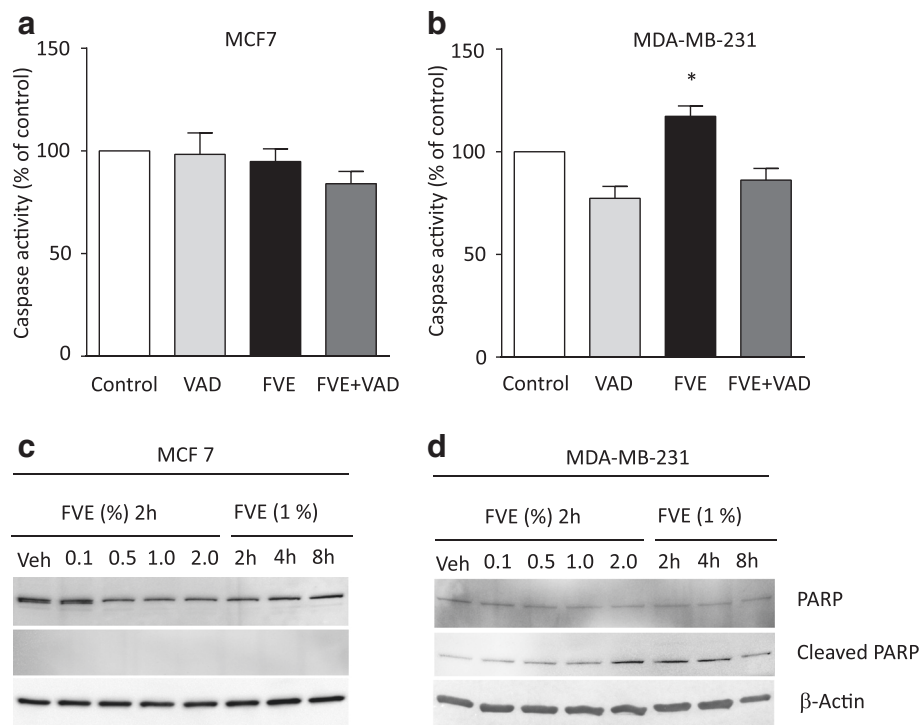 a
MCF7
Caspase activity (% of control)
150
100
50
0
Control VAD FVE FVE+VAD
b
MDA-MB-231
*
Caspase activity (% of control)
150
100
50
0
Control VAD FVE FVE+VAD
c
MCF 7
FVE (%) 2h FVE (1 %)
Veh 0.1 0.5 1.0 2.0 2h 4h 8h
d
MDA-MB-231
FVE (%) 2h FVE (1 %)
Veh 0.1 0.5 1.0 2.0 2h 4h 8h
PARP
Cleaved PARP
β-Actin